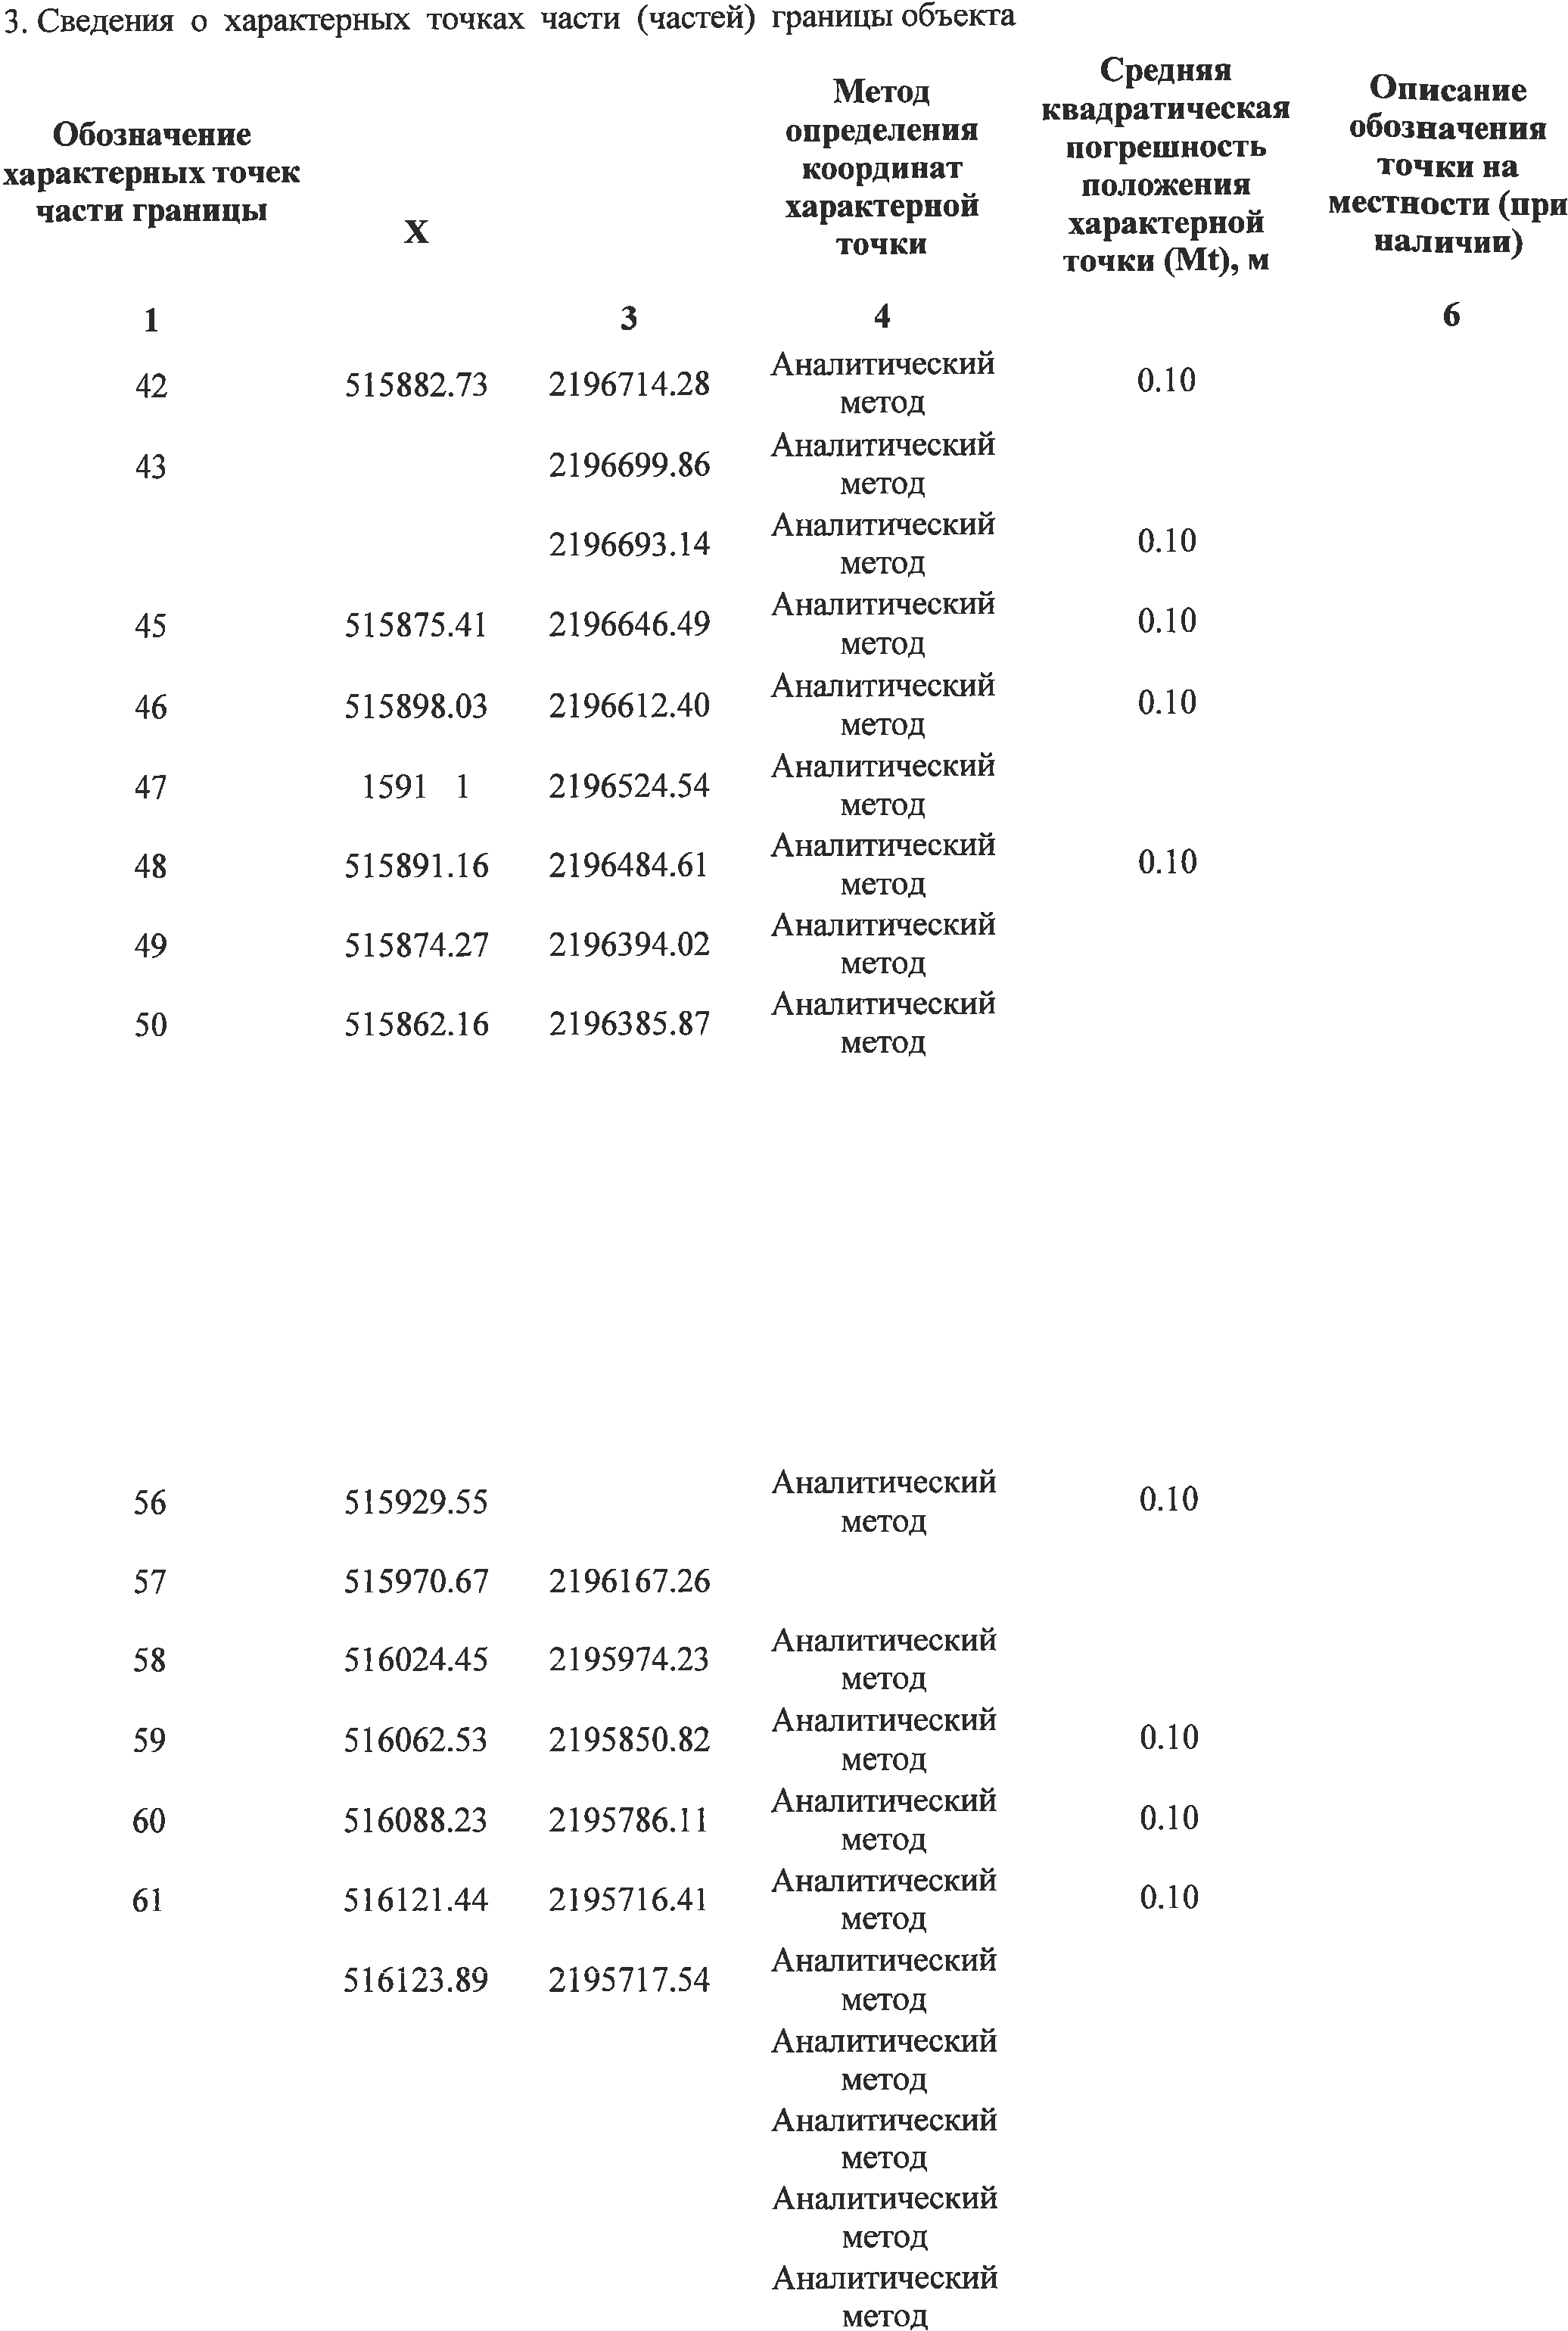 3. Сведения о характерных точках части (частей) границы объекта
Обозначение
характерных точек
части границы
X
Метод
определения
координат
характерной
точки
Средняя
квадратическая
погрешность
положения
характерной
точки (Mt), м
Описание
обозначения
точки на
местности (при
наличии)
1 3 4 6
42 515882.73 2196714.28 Аналитический
метод 0.10
43 2196699.86 Аналитический
метод
2196693.14 Аналитический
метод 0.10
45 515875.41 2196646.49 Аналитический
метод 0.10
46 515898.03 2196612.40 Аналитический
метод 0.10
47 1591 1 2196524.54 Аналитический
метод
48 515891.16 2196484.61 Аналитический
метод 0.10
49 515874.27 2196394.02 Аналитический
метод
50 515862.16 2196385.87 Аналитический
метод
56 515929.55 Аналитический
метод 0.10
57 515970.67 2196167.26
58 516024.45 2195974.23 Аналитический
метод
59 516062.53 2195850.82 Аналитический
метод 0.10
60 516088.23 2195786.11 Аналитический
метод 0.10
61 516121.44 2195716.41 Аналитический
метод 0.10
516123.89 2195717.54 Аналитический
метод
Аналитический
метод
Аналитический
метод
Аналитический
метод
Аналитический
метод